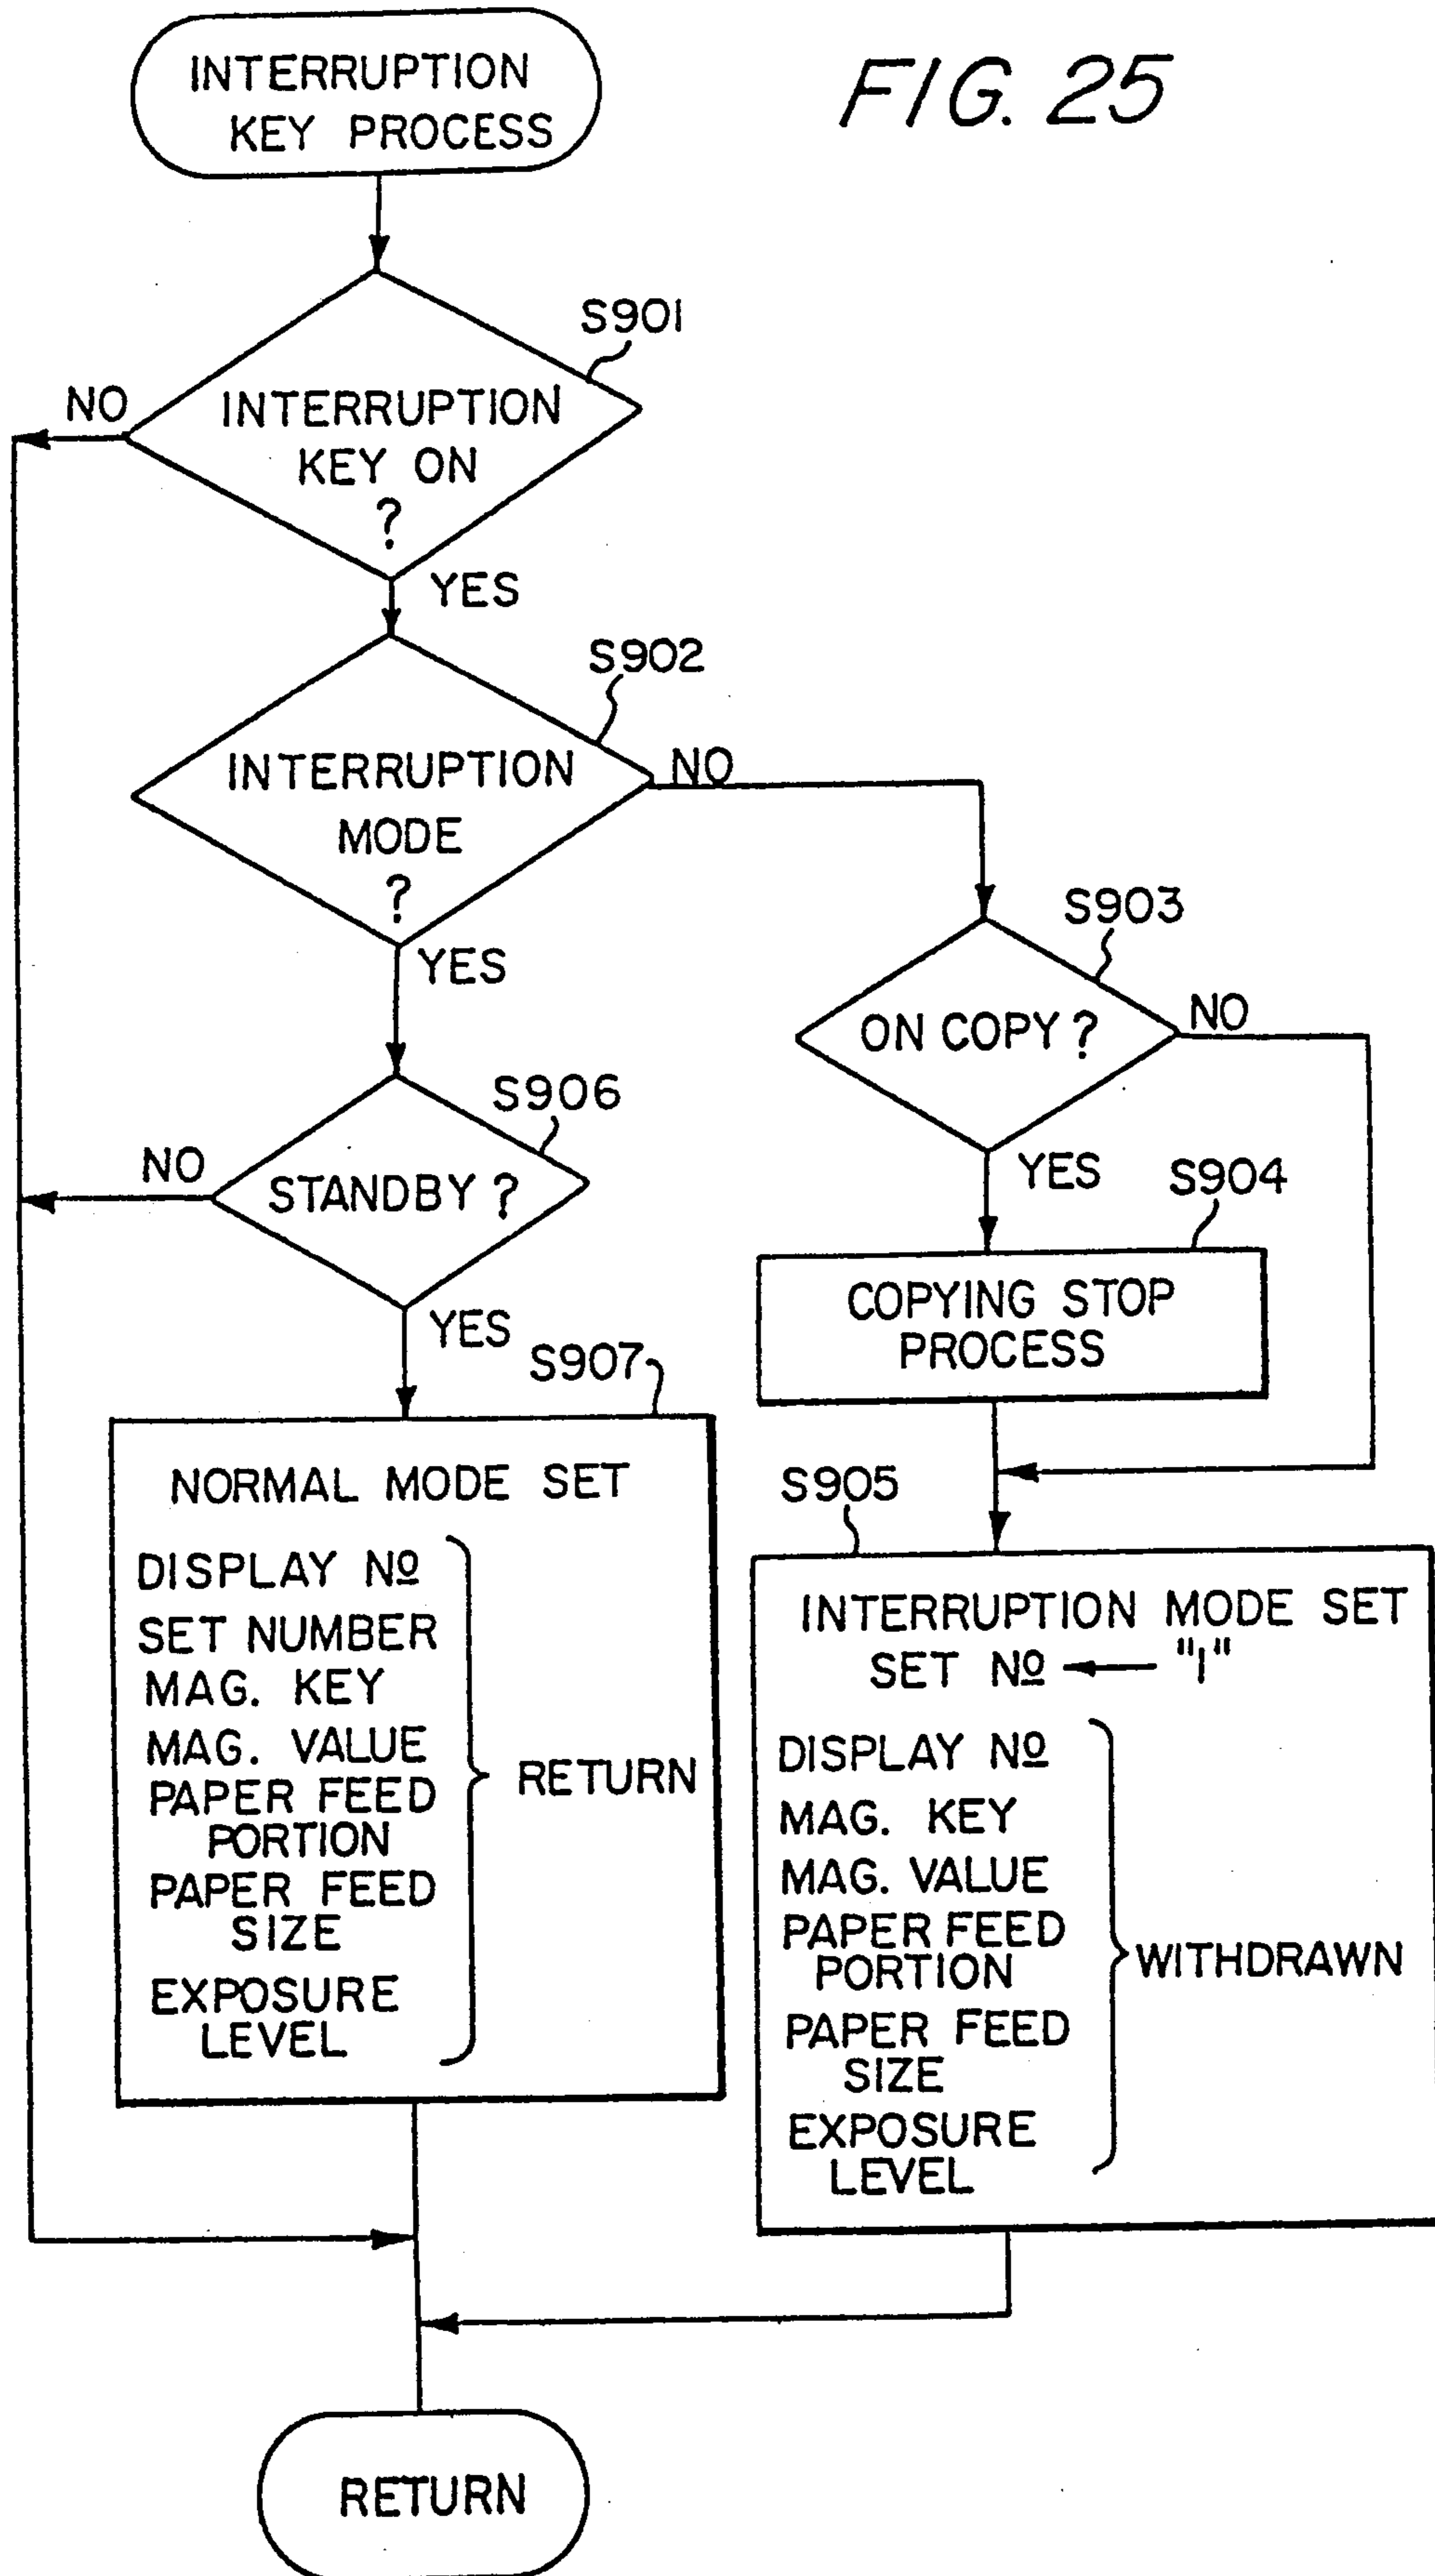 FIG. 25
INTERRUPTION
KEY PROCESS
S901
NO
INTERRUPTION
KEY ON
?
YES
S902
INTERRUPTION
MODE
?
NO
YES
S903
ON COPY ?
NO
YES
S904
COPYING STOP
PROCESS
S906
NO
STANDBY ?
YES
S907
NORMAL MODE SET
DISPLAY Nº
SET NUMBER
MAG. KEY
MAG. VALUE
PAPER FEED
PORTION
PAPER FEED
SIZE
EXPOSURE
LEVEL
RETURN
S905
INTERRUPTION MODE SET
SET Nº ← "1"
DISPLAY Nº
MAG. KEY
MAG. VALUE
PAPER FEED
PORTION
PAPER FEED
SIZE
EXPOSURE
LEVEL
WITHDRAWN
RETURN